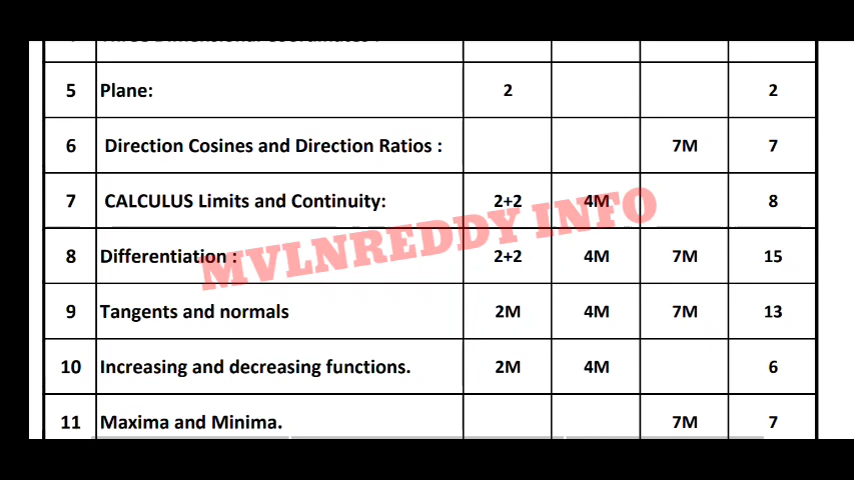 5 Plane: 2 2
6 Direction Cosines and Direction Ratios : 7M 7
7 CALCULUS Limits and Continuity: 2+2 4M 8
8 Differentiation : 2+2 4M 7M 15
9 Tangents and normals 2M 4M 7M 13
10 Increasing and decreasing functions. 2M 4M 6
11 Maxima and Minima. 7M 7
MVLNREDDY INFO